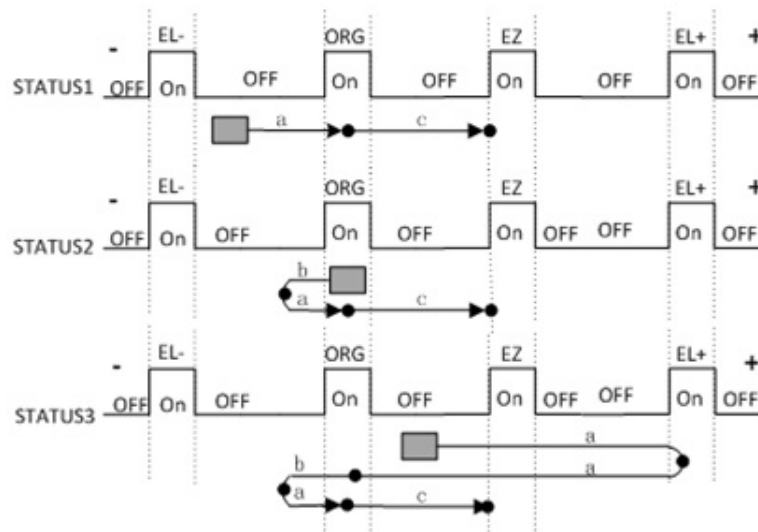 - EL- ORG EZ EL+ +
STATUS1 OFF On OFF On OFF On OFF On OFF
a c
- EL- ORG EZ EL+ +
STATUS2 OFF On OFF On OFF On OFF OFF On OFF
b
a c
- EL- ORG EZ EL+ +
STATUS3 OFF On OFF On OFF On OFF OFF On OFF
a
b a
a c